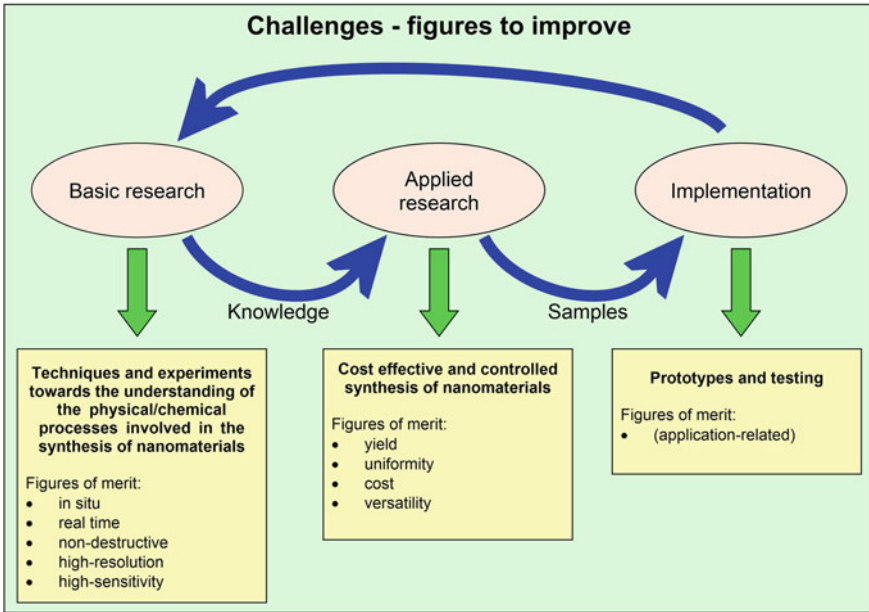 Challenges - figures to improve
Basic research
Applied
research
Implementation
Knowledge
Samples
Techniques and experiments
towards the understanding of
the physical/chemical
processes involved in the
synthesis of nanomaterials
Figures of merit:
• in situ
• real time
• non-destructive
• high-resolution
• high-sensitivity
Cost effective and controlled
synthesis of nanomaterials
Figures of merit:
• yield
• uniformity
• cost
• versatility
Prototypes and testing
Figures of merit:
• (application-related)